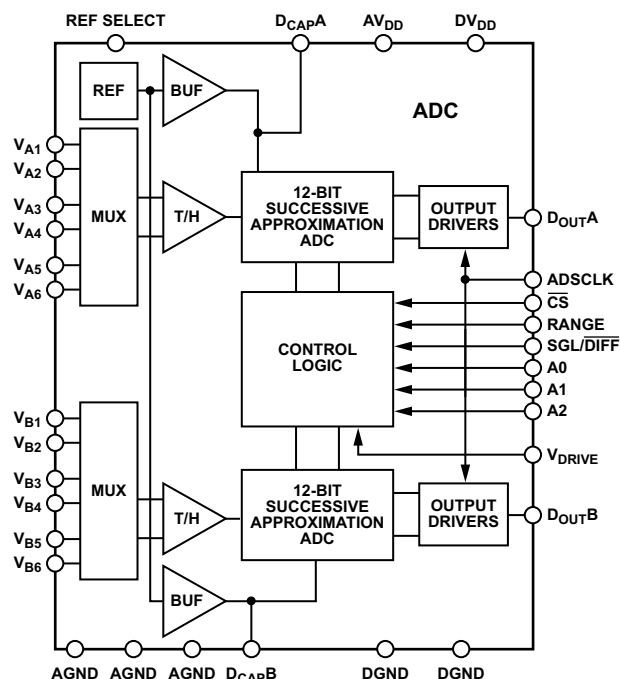 REF SELECT
DCAPA
AVDD
DVDD
REF
BUF
ADC
VA1
VA2
VA3
VA4
VA5
VA6
MUX
T/H
12-BIT
SUCCESSIVE
APPROXIMATION
ADC
OUTPUT
DRIVERS
DOUTA
ADSCLK
CS
RANGE
SGL/DIFF
A0
A1
A2
CONTROL
LOGIC
VDRIVE
VB1
VB2
VB3
VB4
VB5
VB6
MUX
T/H
12-BIT
SUCCESSIVE
APPROXIMATION
ADC
OUTPUT
DRIVERS
DOUTB
BUF
AGND
AGND
AGND
DCAPB
DGND
DGND